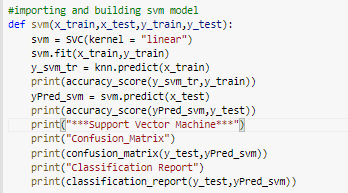 #importing and building svm model
def svm(x_train,x_test,y_train,y_test):
    svm = SVC(kernel = "linear")
    svm.fit(x_train,y_train)
    y_svm_tr = knn.predict(x_train)
    print(accuracy_score(y_svm_tr,y_train))
    yPred_svm = svm.predict(x_test)
    print(accuracy_score(yPred_svm,y_test))
    print("***Support Vector Machine***")
    print("Confusion_Matrix")
    print(confusion_matrix(y_test,yPred_svm))
    print("Classification Report")
    print(classification_report(y_test,yPred_svm))